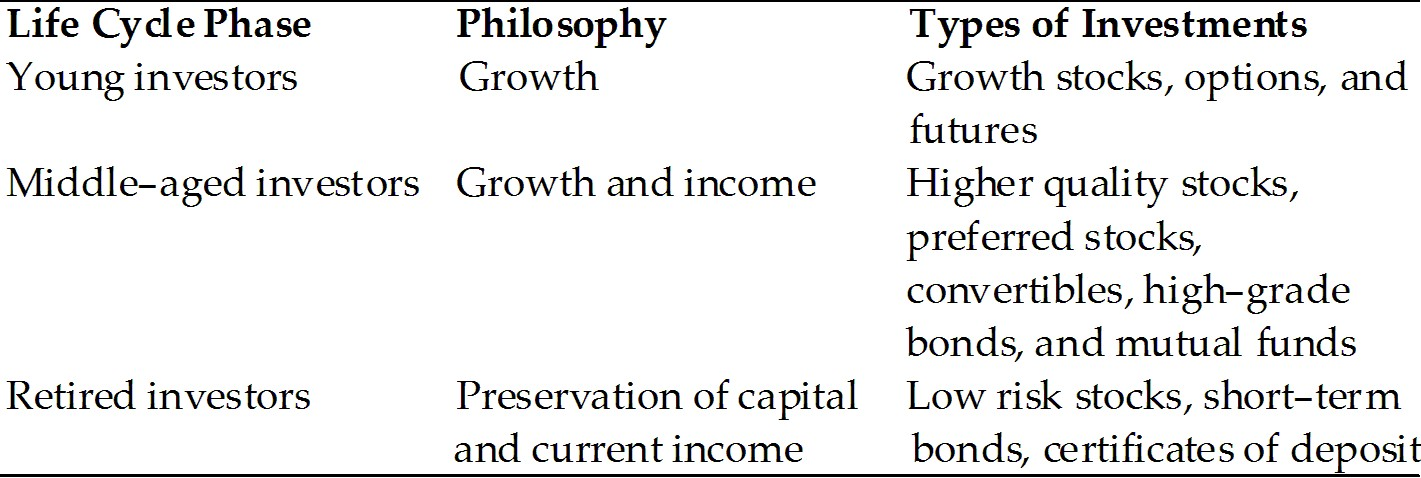 Life Cycle Phase Philosophy Types of Investments
Young investors Growth Growth stocks, options, and
futures
Middle–aged investors Growth and income Higher quality stocks,
preferred stocks,
convertibles, high–grade
bonds, and mutual funds
Retired investors Preservation of capital Low risk stocks, short–term
and current income bonds, certificates of deposit